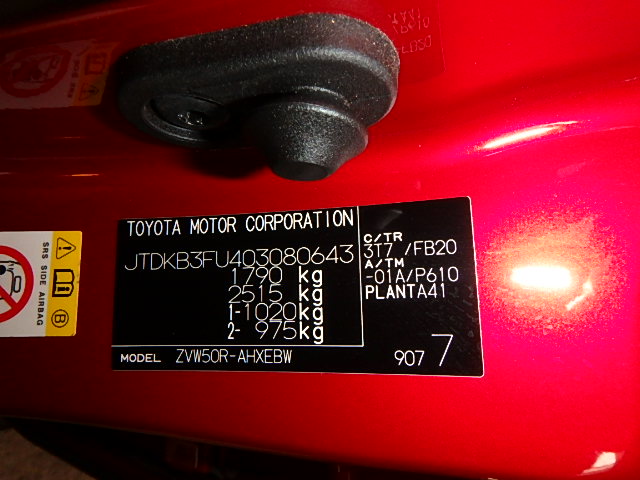 TOYOTA MOTOR CORPORATION
JTDKB3FU403080643
1790 kg
2515 kg
1-1020kg
2- 975kg
C/TR
3T7 /FB20
A/TM
-01A/P610
PLANTA41
MODEL ZVW50R-AHXEBW
907 7
SRS SIDE AIRBAG
B